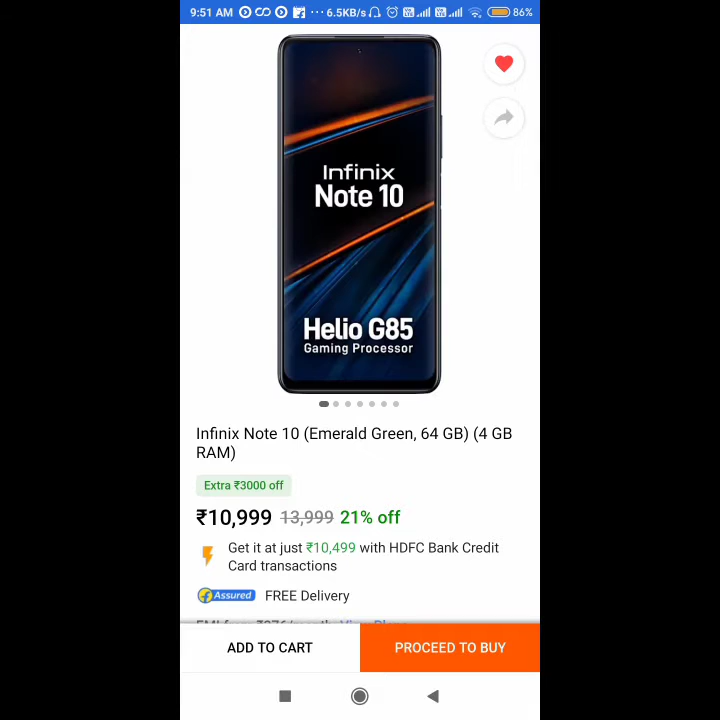 9:51 AM ... 6.5KB/s 86%
Infinix
Note 10
Helio G85
Gaming Processor
Infinix Note 10 (Emerald Green, 64 GB) (4 GB
RAM)
Extra ₹3000 off
₹10,999 13,999 21% off
Get it at just ₹10,499 with HDFC Bank Credit
Card transactions
Assured FREE Delivery
ADD TO CART PROCEED TO BUY